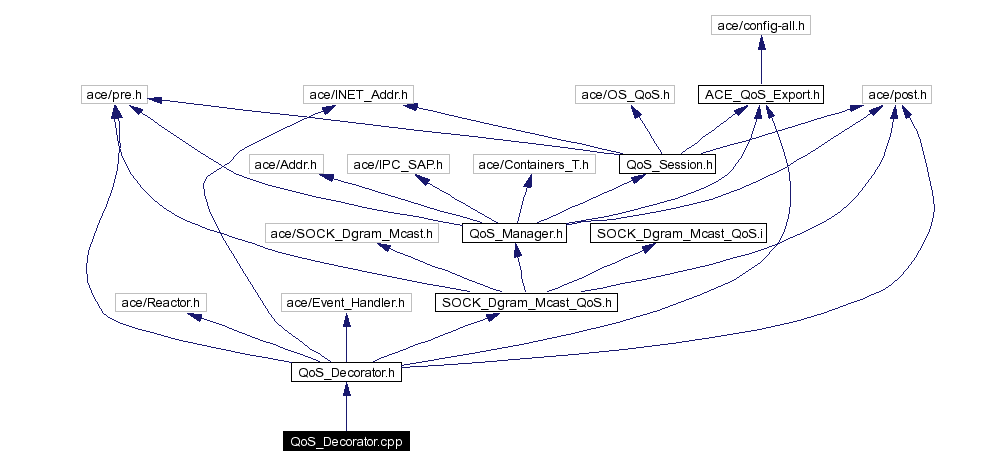 ace/config-all.h
ace/pre.h
ace/INET_Addr.h
ace/OS_QoS.h
ACE_QoS_Export.h
ace/post.h
ace/Addr.h
ace/IPC_SAP.h
ace/Containers_T.h
QoS_Session.h
ace/SOCK_Dgram_Mcast.h
QoS_Manager.h
SOCK_Dgram_Mcast_QoS.i
ace/Reactor.h
ace/Event_Handler.h
SOCK_Dgram_Mcast_QoS.h
QoS_Decorator.h
QoS_Decorator.cpp